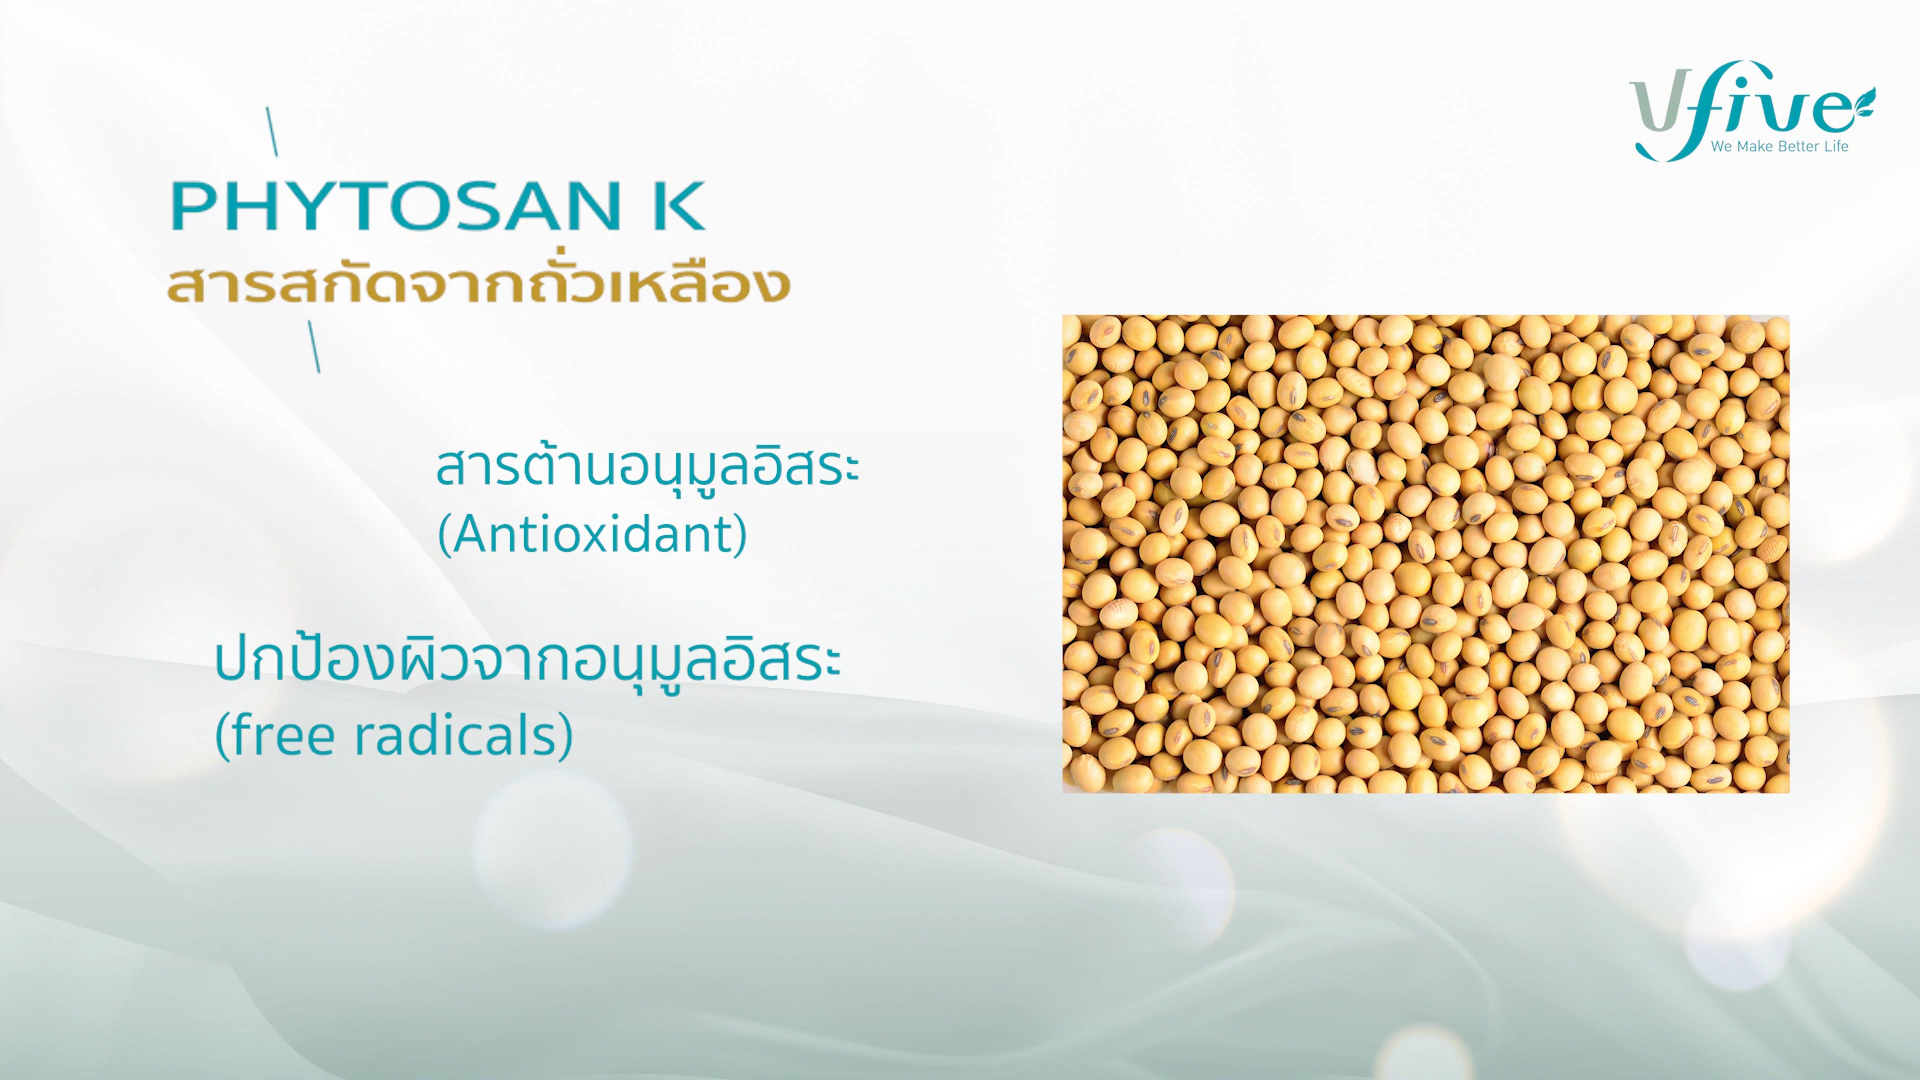 Vfive
We Make Better Life
PHYTOSAN K
สารสกัดจากถั่วเหลือง
สารต้านอนุมูลอิสระ
(Antioxidant)
ปกป้องผิวจากอนุมูลอิสระ
(free radicals)